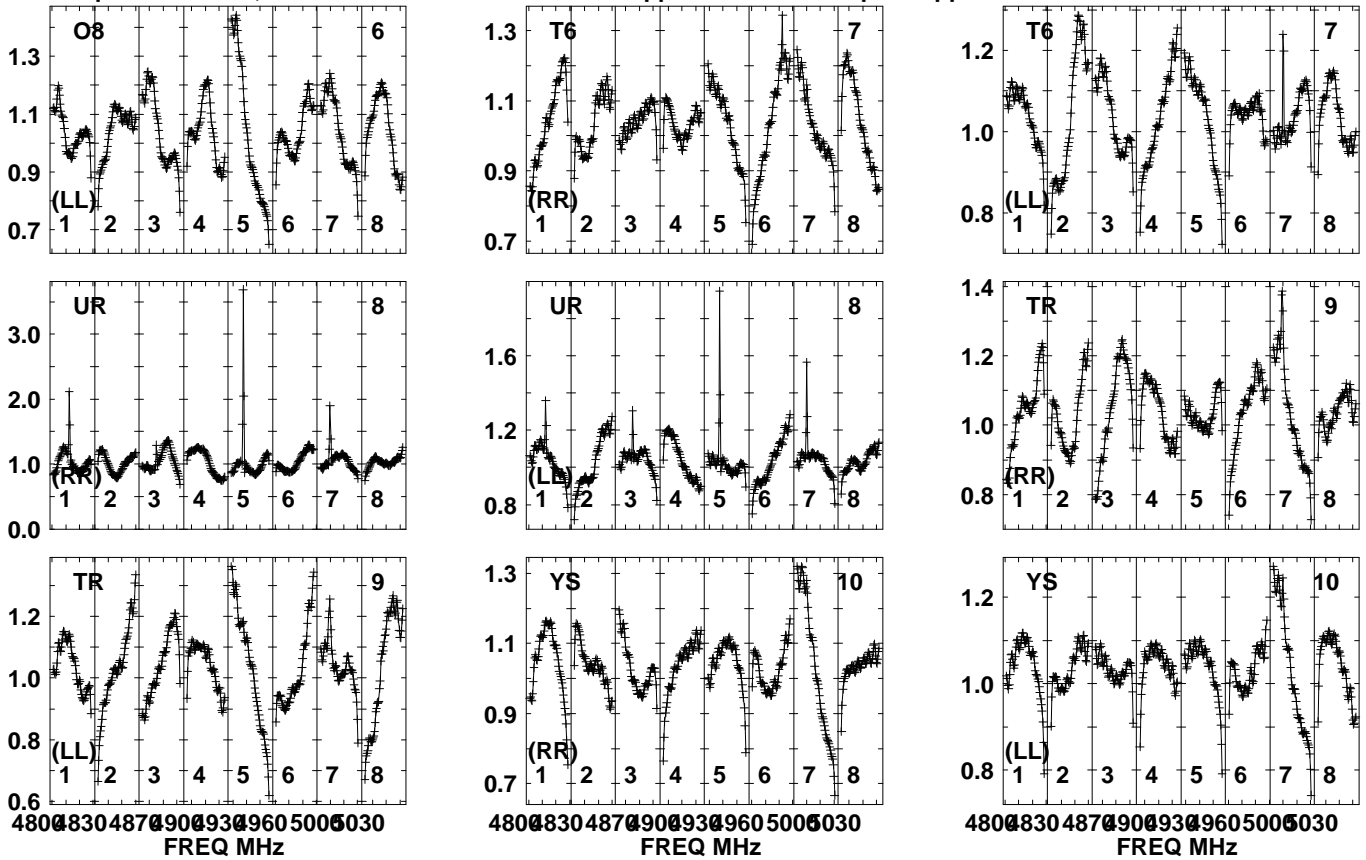 O8 6
1.3
1.1
0.9
0.7
(LL)
1 2 3 4 5 6 7 8
T6 7
1.3
1.1
0.9
0.7
(RR)
1 2 3 4 5 6 7 8
T6 7
1.2
1.0
0.8
(LL)
1 2 3 4 5 6 7 8
UR 8
3.0
2.0
1.0
0.0
(RR)
1 2 3 4 5 6 7 8
UR 8
1.6
1.2
0.8
(LL)
1 2 3 4 5 6 7 8
TR 9
1.4
1.2
1.0
0.8
(RR)
1 2 3 4 5 6 7 8
TR 9
1.2
1.0
0.8
0.6
(LL)
1 2 3 4 5 6 7 8
YS 10
1.3
1.1
0.9
0.7
(RR)
1 2 3 4 5 6 7 8
YS 10
1.2
1.0
0.8
(LL)
1 2 3 4 5 6 7 8
4800 4830 4870 4900 4930 4960 5000 5030
FREQ MHz
4800 4830 4870 4900 4930 4960 5000 5030
FREQ MHz
4800 4830 4870 4900 4930 4960 5000 5030
FREQ MHz